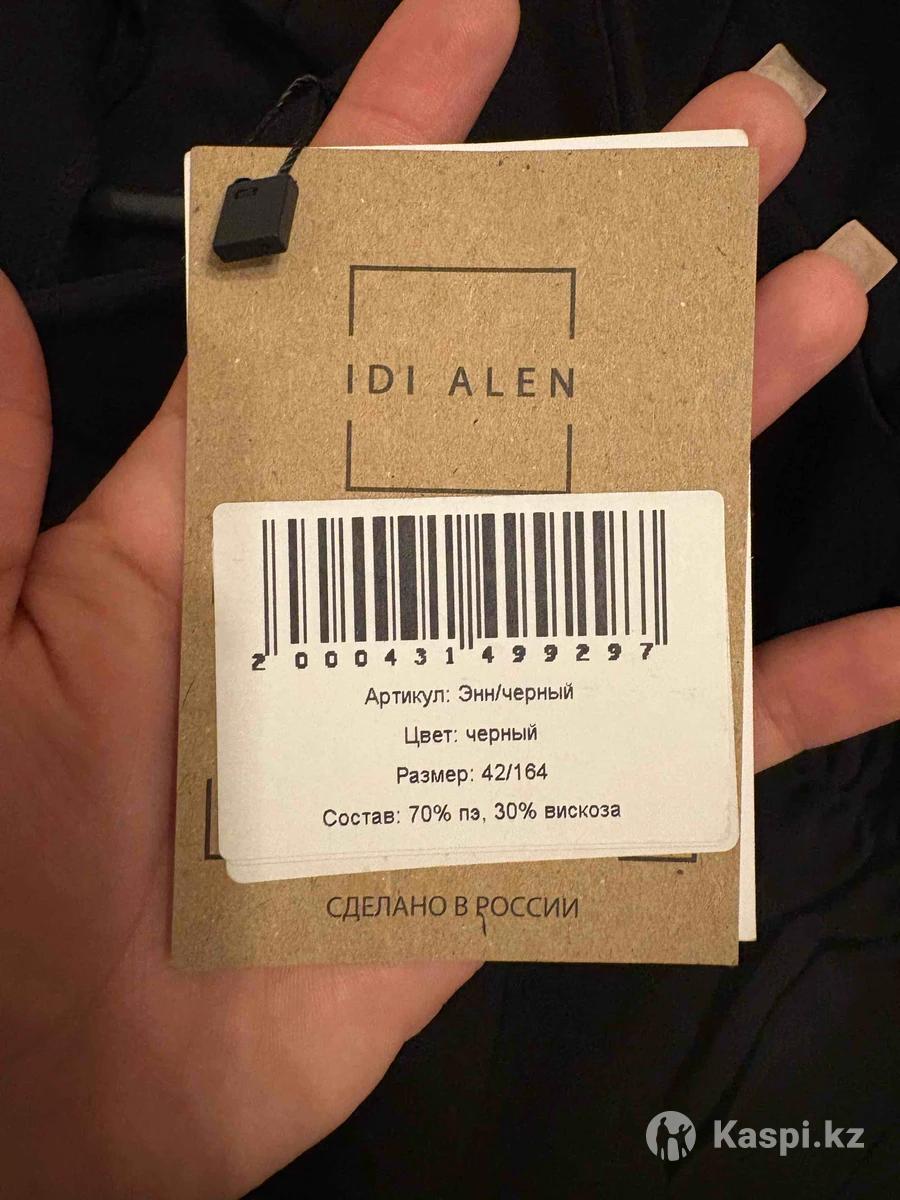 IDI ALEN
2 000431 499297
Артикул: Энн/черный
Цвет: черный
Размер: 42/164
Состав: 70% пэ, 30% вискоза
СДЕЛАНО В РОССИИ
Kaspi.kz